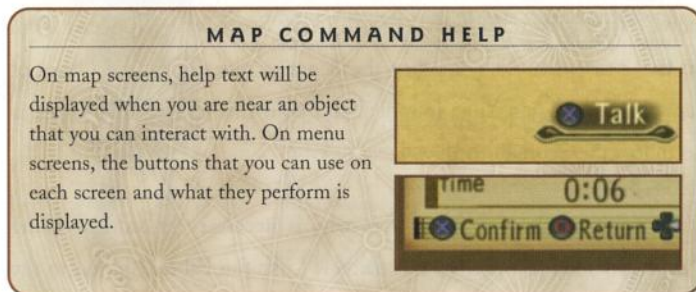 MAP COMMAND HELP
On map screens, help text will be
displayed when you are near an object
that you can interact with. On menu
screens, the buttons that you can use on
each screen and what they perform is
displayed.
Talk
Time 0:06
Confirm Return